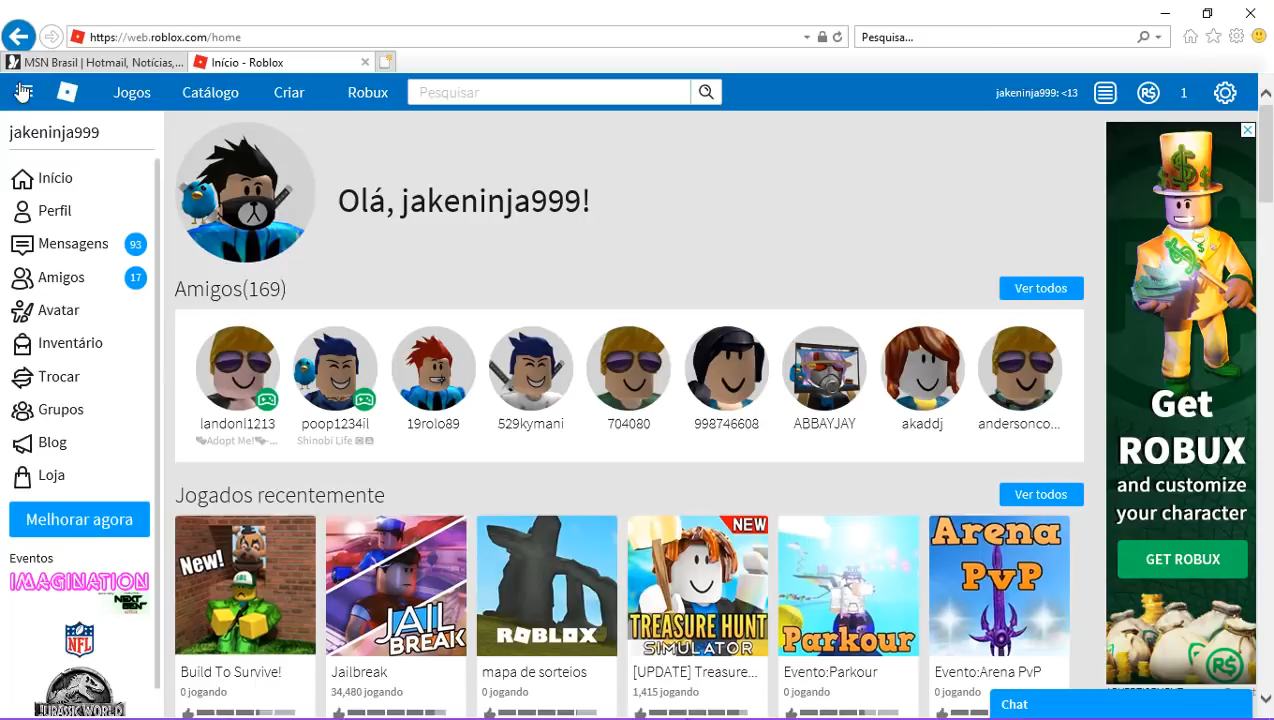 https://web.roblox.com/home
Pesquisa...
MSN Brasil | Hotmail, Notícias,...
Início - Roblox
Jogos
Catálogo
Criar
Robux
Pesquisar
jakeninja999: <13
1
jakeninja999
Início
Perfil
Mensagens 93
Amigos 17
Avatar
Inventário
Trocar
Grupos
Blog
Loja
Melhorar agora
Eventos
IMAGINATION
NFL
JURASSIC WORLD
Olá, jakeninja999!
Amigos(169)
Ver todos
landonl1213
Adopt Me!
poop1234il
Shinobi Life
19rolo89
529kymani
704080
998746608
ABBAYJAY
akaddj
andersonco...
Jogados recentemente
Ver todos
New!
JAIL
BREAK
ROBLOX
NEW
TREASURE HUNT
SIMULATOR
Parkour
Arena
PvP
Build To Survive!
0 jogando
Jailbreak
34,480 jogando
mapa de sorteios
0 jogando
[UPDATE] Treasure...
1,415 jogando
Evento:Parkour
0 jogando
Evento:Arena PvP
0 jogando
Get
ROBUX
and customize
your character
GET ROBUX
Chat